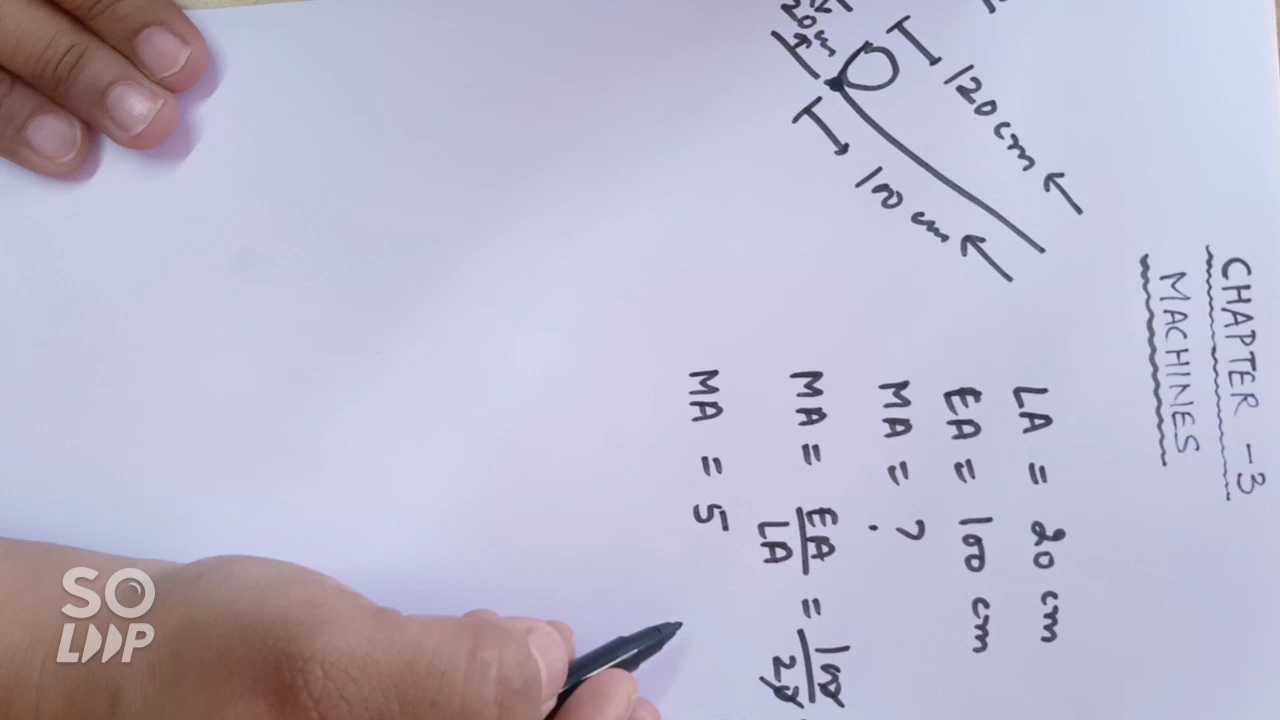 CHAPTER - 3
MACHINES
120 cm
20 cm
100 cm
LA = 20 cm
EA = 100 cm
MA = ?
MA = EA/LA = 100/20
MA = 5
SO
LOOP